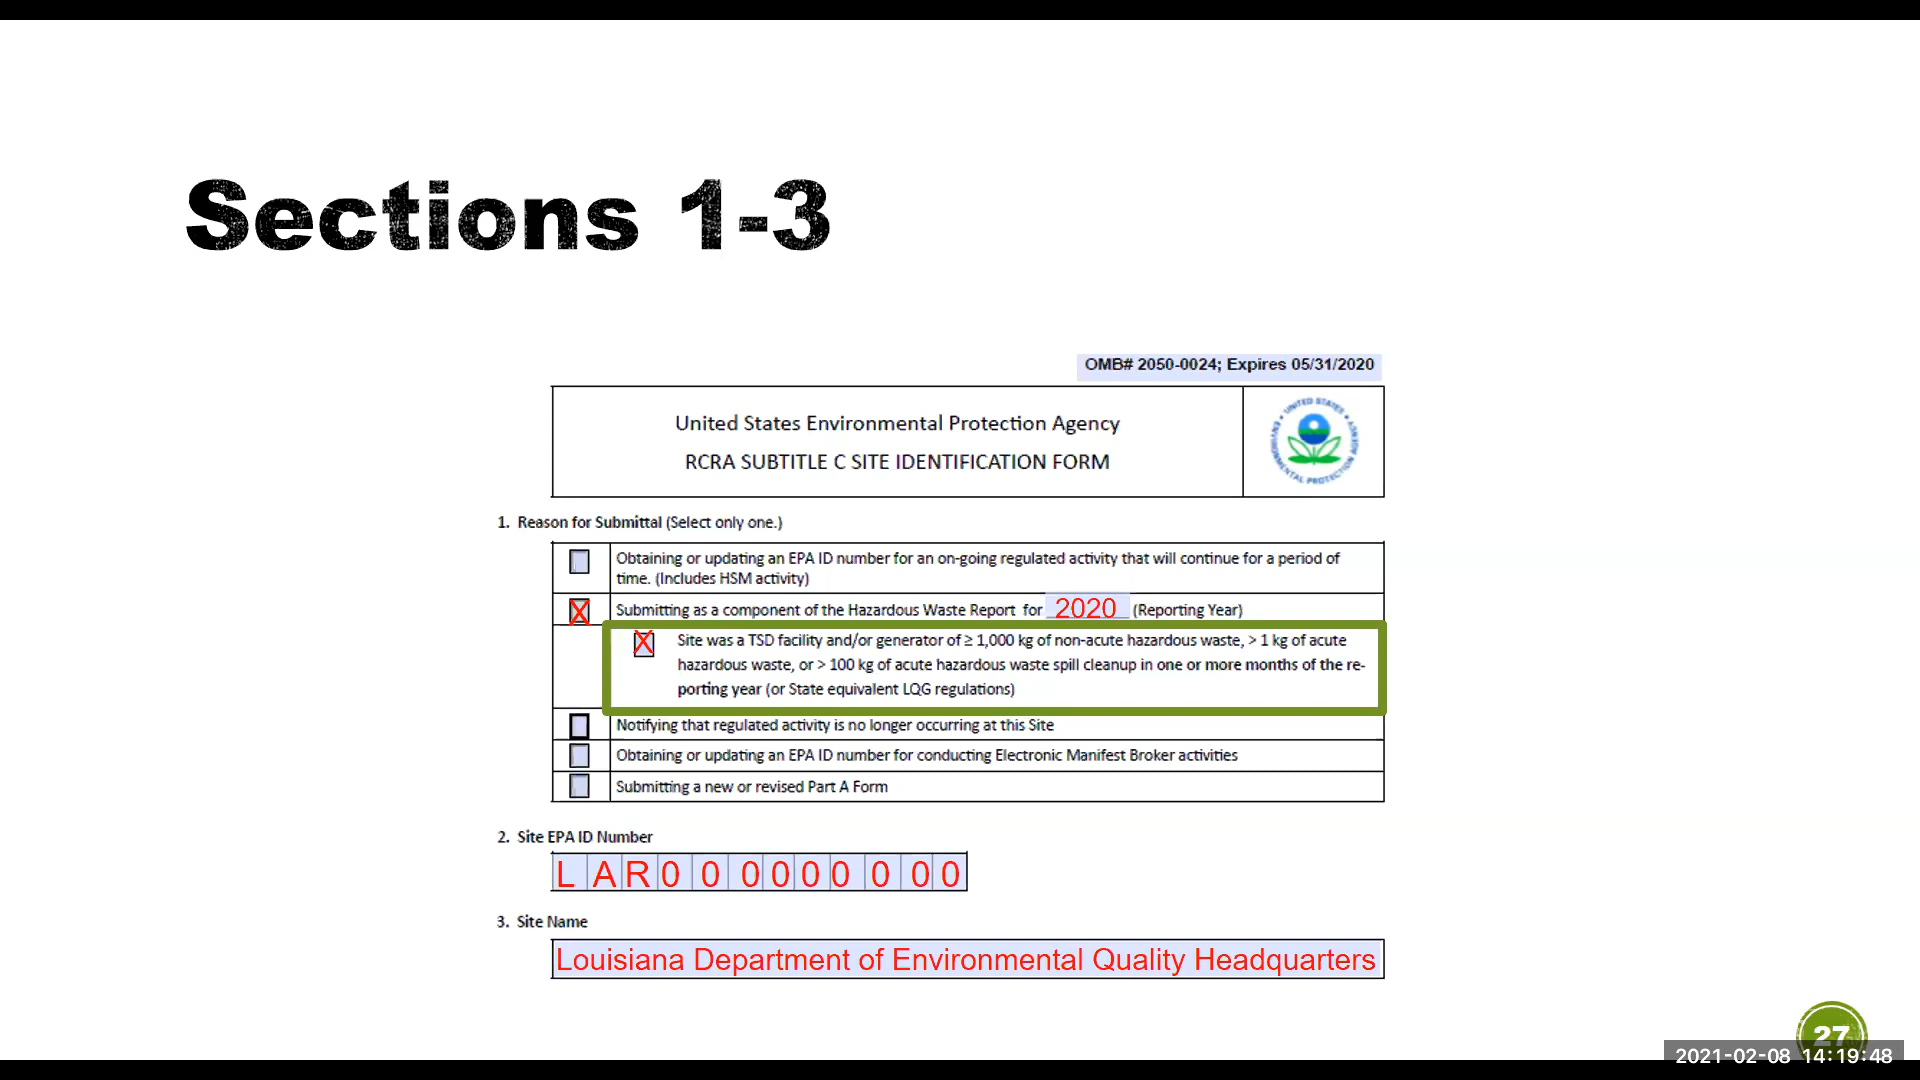 Sections 1-3
OMB# 2050-0024; Expires 05/31/2020
United States Environmental Protection Agency
RCRA SUBTITLE C SITE IDENTIFICATION FORM
UNITED STATES
ENVIRONMENTAL PROTECTION AGENCY
1. Reason for Submittal (Select only one.)
Obtaining or updating an EPA ID number for an on-going regulated activity that will continue for a period of
time. (Includes HSM activity)
X Submitting as a component of the Hazardous Waste Report for 2020 (Reporting Year)
X Site was a TSD facility and/or generator of ≥ 1,000 kg of non-acute hazardous waste, > 1 kg of acute
hazardous waste, or > 100 kg of acute hazardous waste spill cleanup in one or more months of the re-
porting year (or State equivalent LQG regulations)
Notifying that regulated activity is no longer occurring at this Site
Obtaining or updating an EPA ID number for conducting Electronic Manifest Broker activities
Submitting a new or revised Part A Form
2. Site EPA ID Number
L A R 0 0 0 0 0 0 0 0 0
3. Site Name
Louisiana Department of Environmental Quality Headquarters
27
2021-02-08 14:19:48